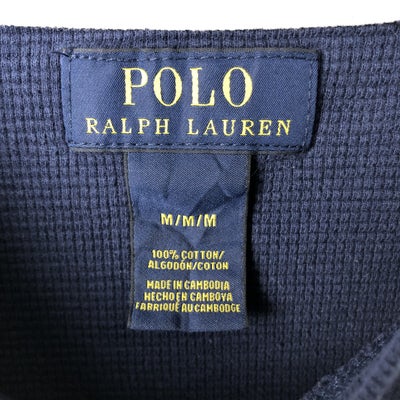 POLO
RALPH LAUREN
M/M/M
100% COTTON/
ALGODÓN/COTON
MADE IN CAMBODIA
HECHO EN CAMBOYA
FABRIQUÉ AU CAMBODGE